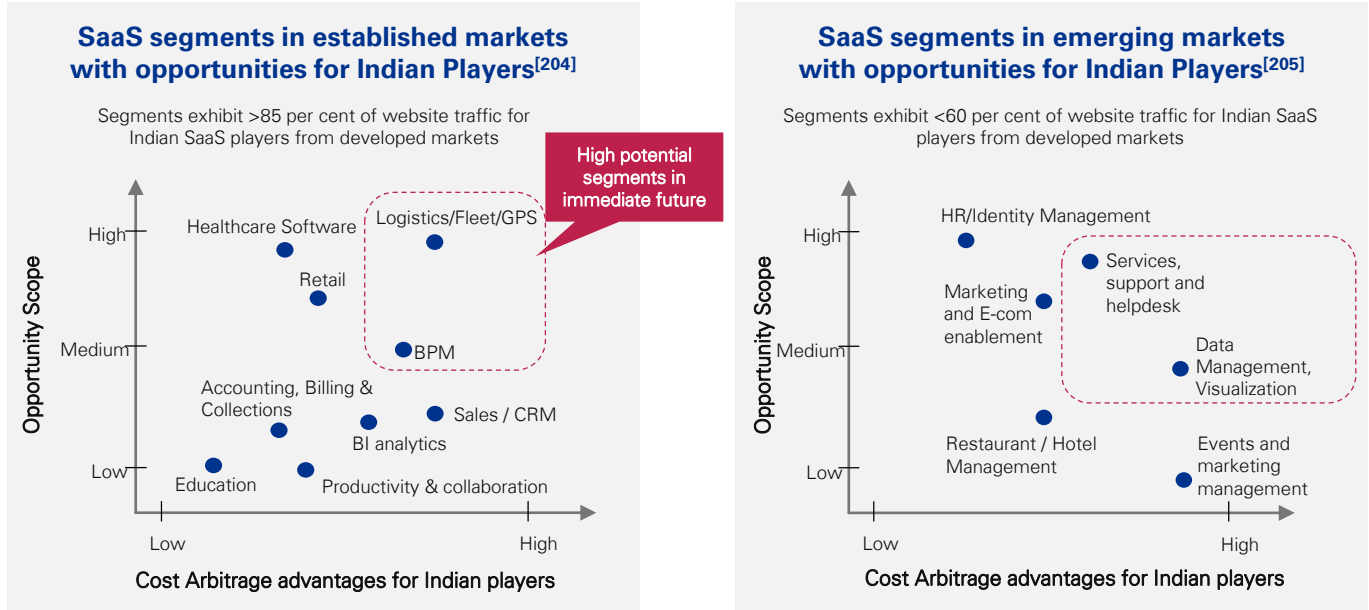 SaaS segments in established markets
with opportunities for Indian Players[204]
Segments exhibit >85 per cent of website traffic for
Indian SaaS players from developed markets
High potential
segments in
immediate future
Opportunity Scope
High
Medium
Low
Healthcare Software
Logistics/Fleet/GPS
Retail
BPM
Accounting, Billing &
Collections
Sales / CRM
BI analytics
Education
Productivity & collaboration
Low
High
Cost Arbitrage advantages for Indian players
SaaS segments in emerging markets
with opportunities for Indian Players[205]
Segments exhibit <60 per cent of website traffic for Indian SaaS
players from developed markets
Opportunity Scope
High
Medium
Low
HR/Identity Management
Services,
support and
helpdesk
Marketing
and E-com
enablement
Data
Management,
Visualization
Restaurant / Hotel
Management
Events and
marketing
management
Low
High
Cost Arbitrage advantages for Indian players